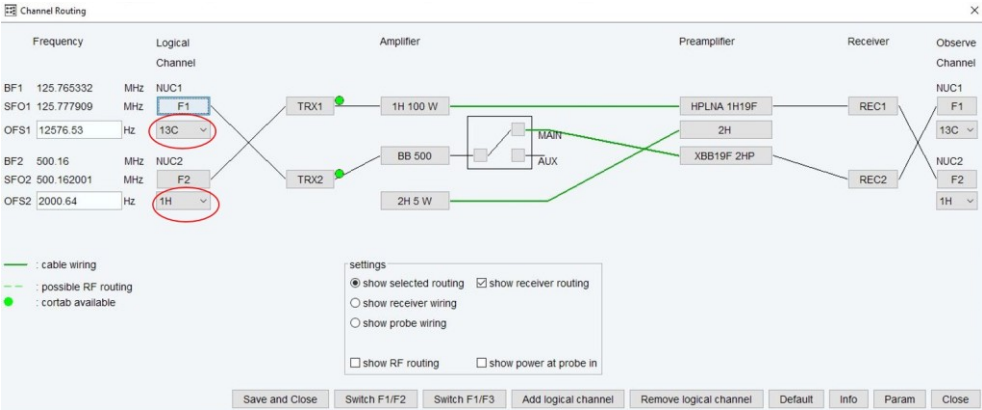 Channel Routing
Frequency Logical Channel Amplifier Preamplifier Receiver Observe Channel
BF1 125.765332 MHz NUC1 NUC1
SFO1 125.777909 MHz F1 TRX1 1H 100 W HPLNA 1H19F REC1 F1
OFS1 12576.53 Hz 13C MAIN 2H 13C
BF2 500.16 MHz NUC2 BB 500 AUX XBB19F 2HP NUC2
SFO2 500.162001 MHz F2 TRX2 REC2 F2
OFS2 2000.64 Hz 1H 2H 5 W 1H
: cable wiring
: possible RF routing
: cortab available
settings
show selected routing show receiver routing
show receiver wiring
show probe wiring
show RF routing show power at probe in
Save and Close Switch F1/F2 Switch F1/F3 Add logical channel Remove logical channel Default Info Param Close